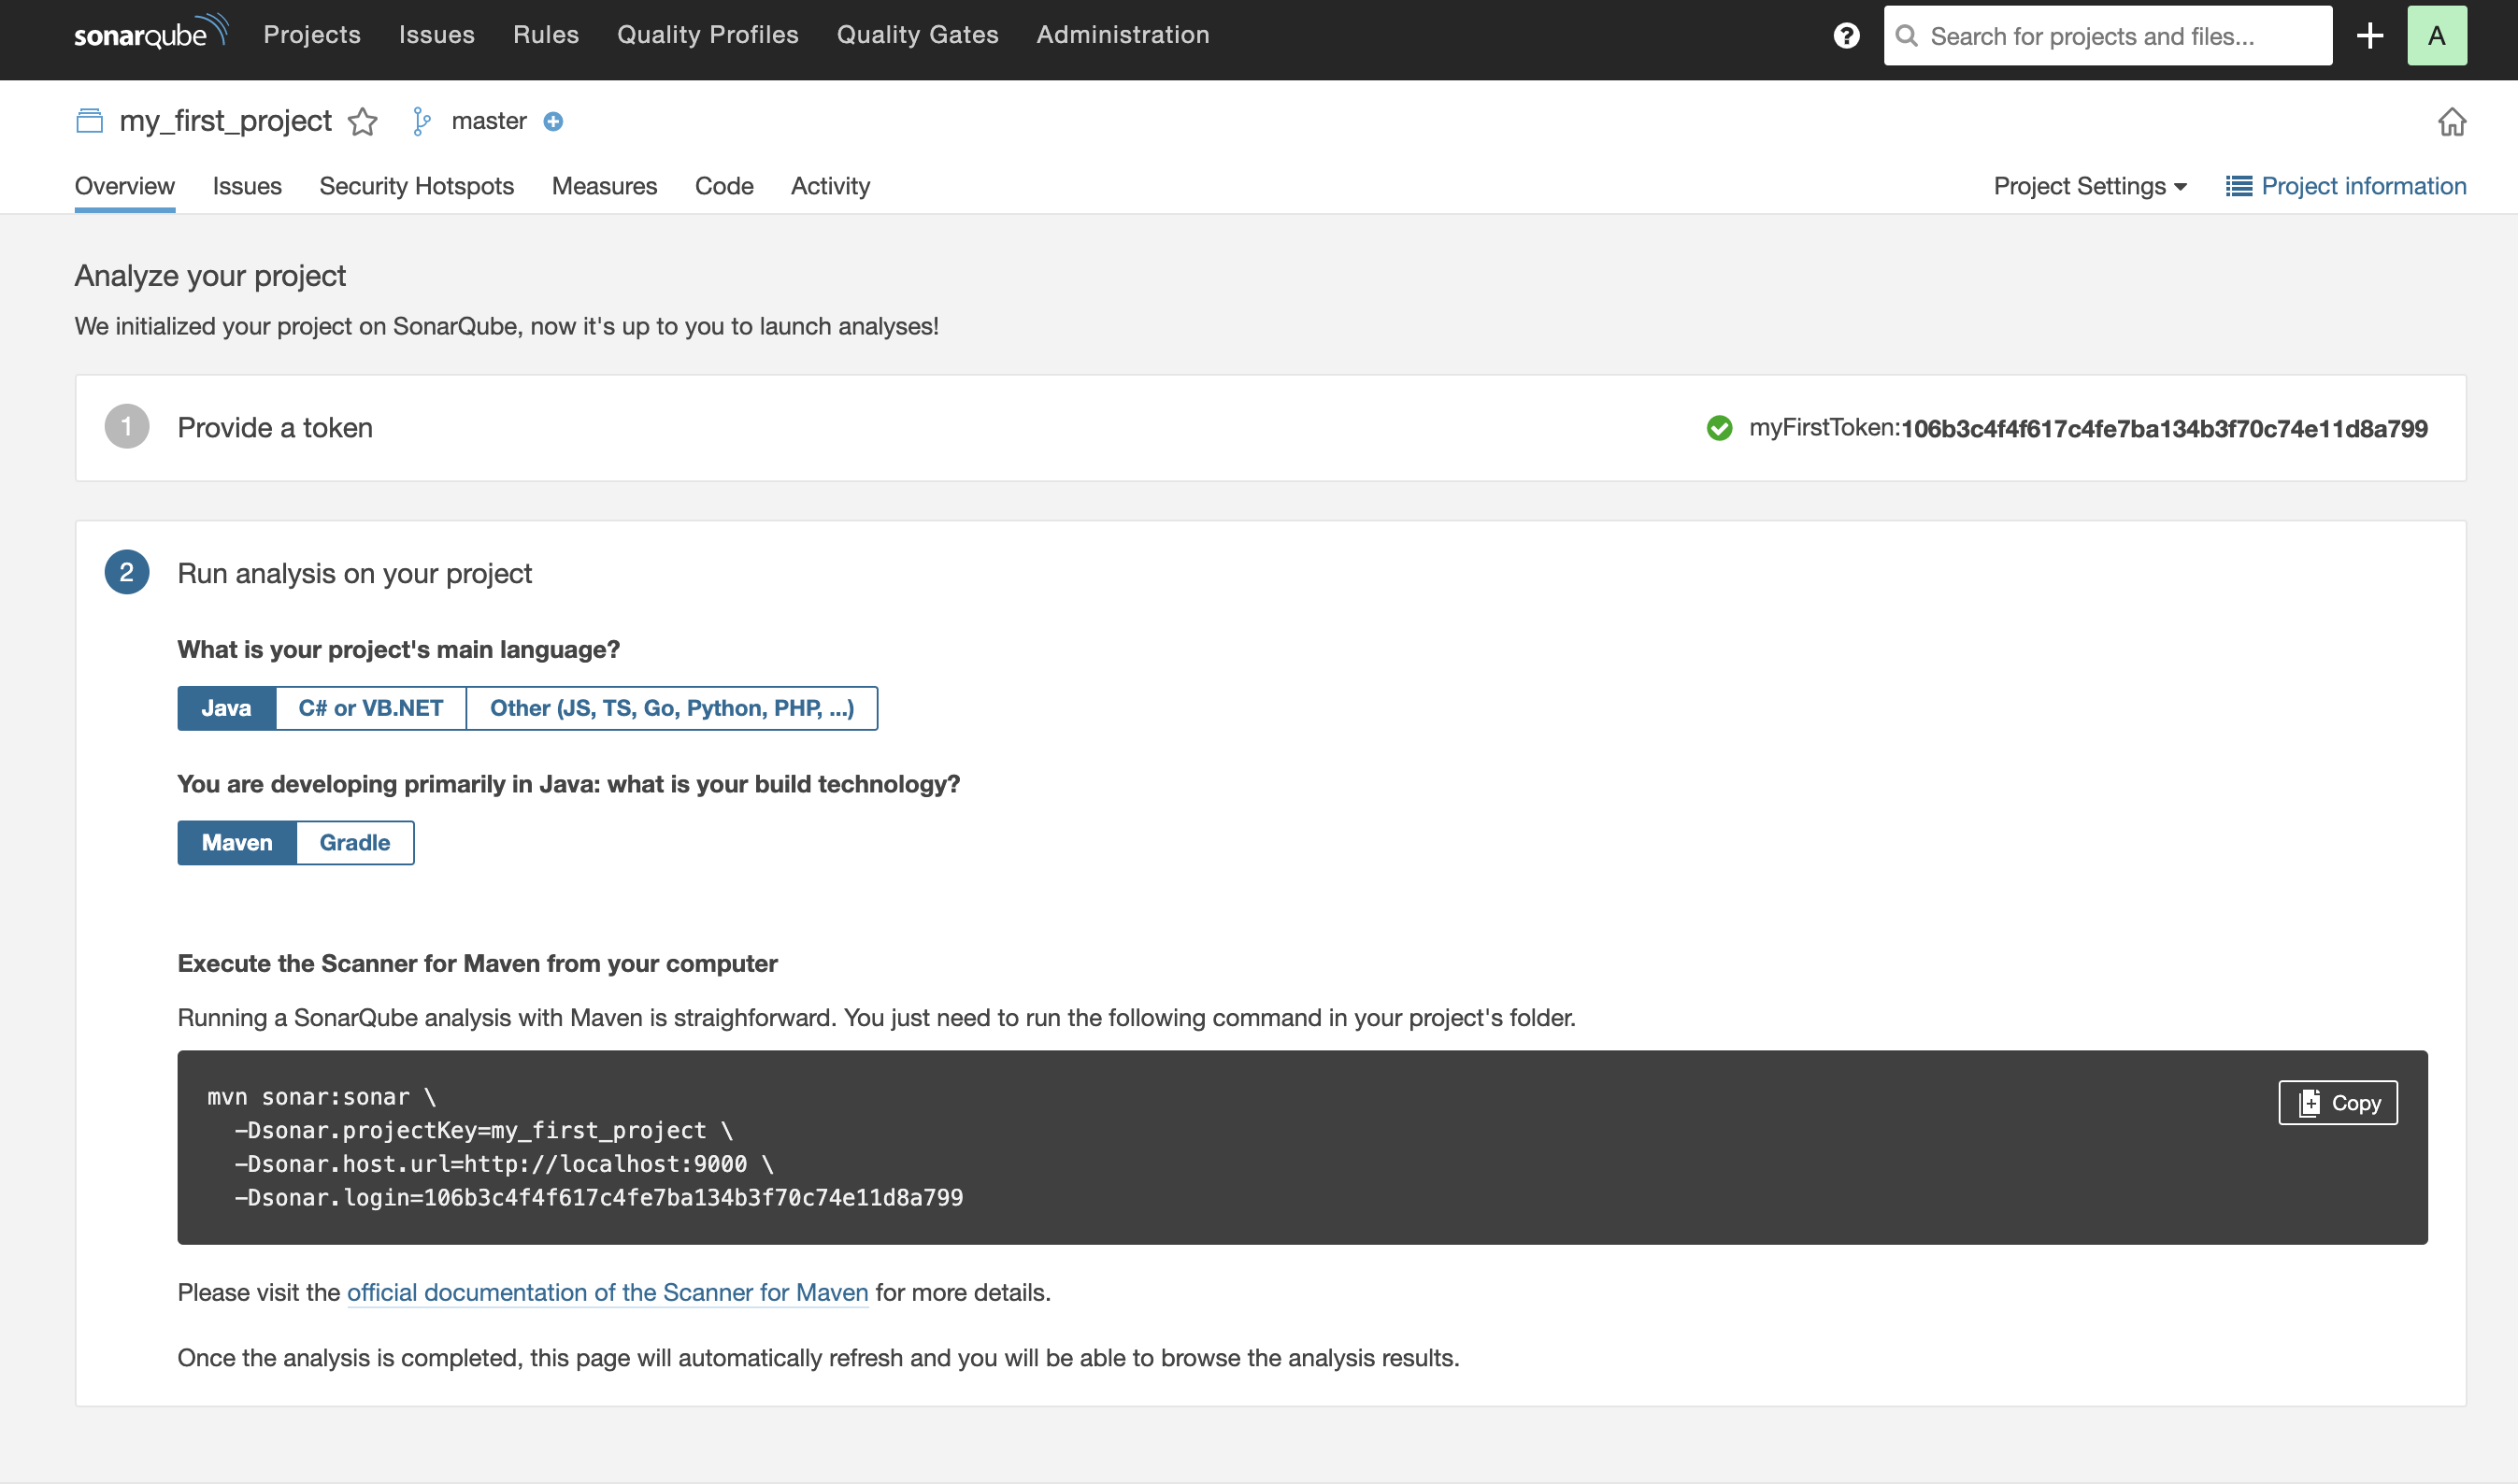 sonarqube Projects Issues Rules Quality Profiles Quality Gates Administration ? Search for projects and files... A
my_first_project master
Overview Issues Security Hotspots Measures Code Activity Project Settings Project information
Analyze your project
We initialized your project on SonarQube, now it's up to you to launch analyses!
1 Provide a token myFirstToken:106b3c4f4f617c4fe7ba134b3f70c74e11d8a799
2 Run analysis on your project
What is your project's main language?
Java C# or VB.NET Other (JS, TS, Go, Python, PHP, ...)
You are developing primarily in Java: what is your build technology?
Maven Gradle
Execute the Scanner for Maven from your computer
Running a SonarQube analysis with Maven is straighforward. You just need to run the following command in your project's folder.
mvn sonar:sonar \
-Dsonar.projectKey=my_first_project \
-Dsonar.host.url=http://localhost:9000 \
-Dsonar.login=106b3c4f4f617c4fe7ba134b3f70c74e11d8a799
Copy
Please visit the official documentation of the Scanner for Maven for more details.
Once the analysis is completed, this page will automatically refresh and you will be able to browse the analysis results.